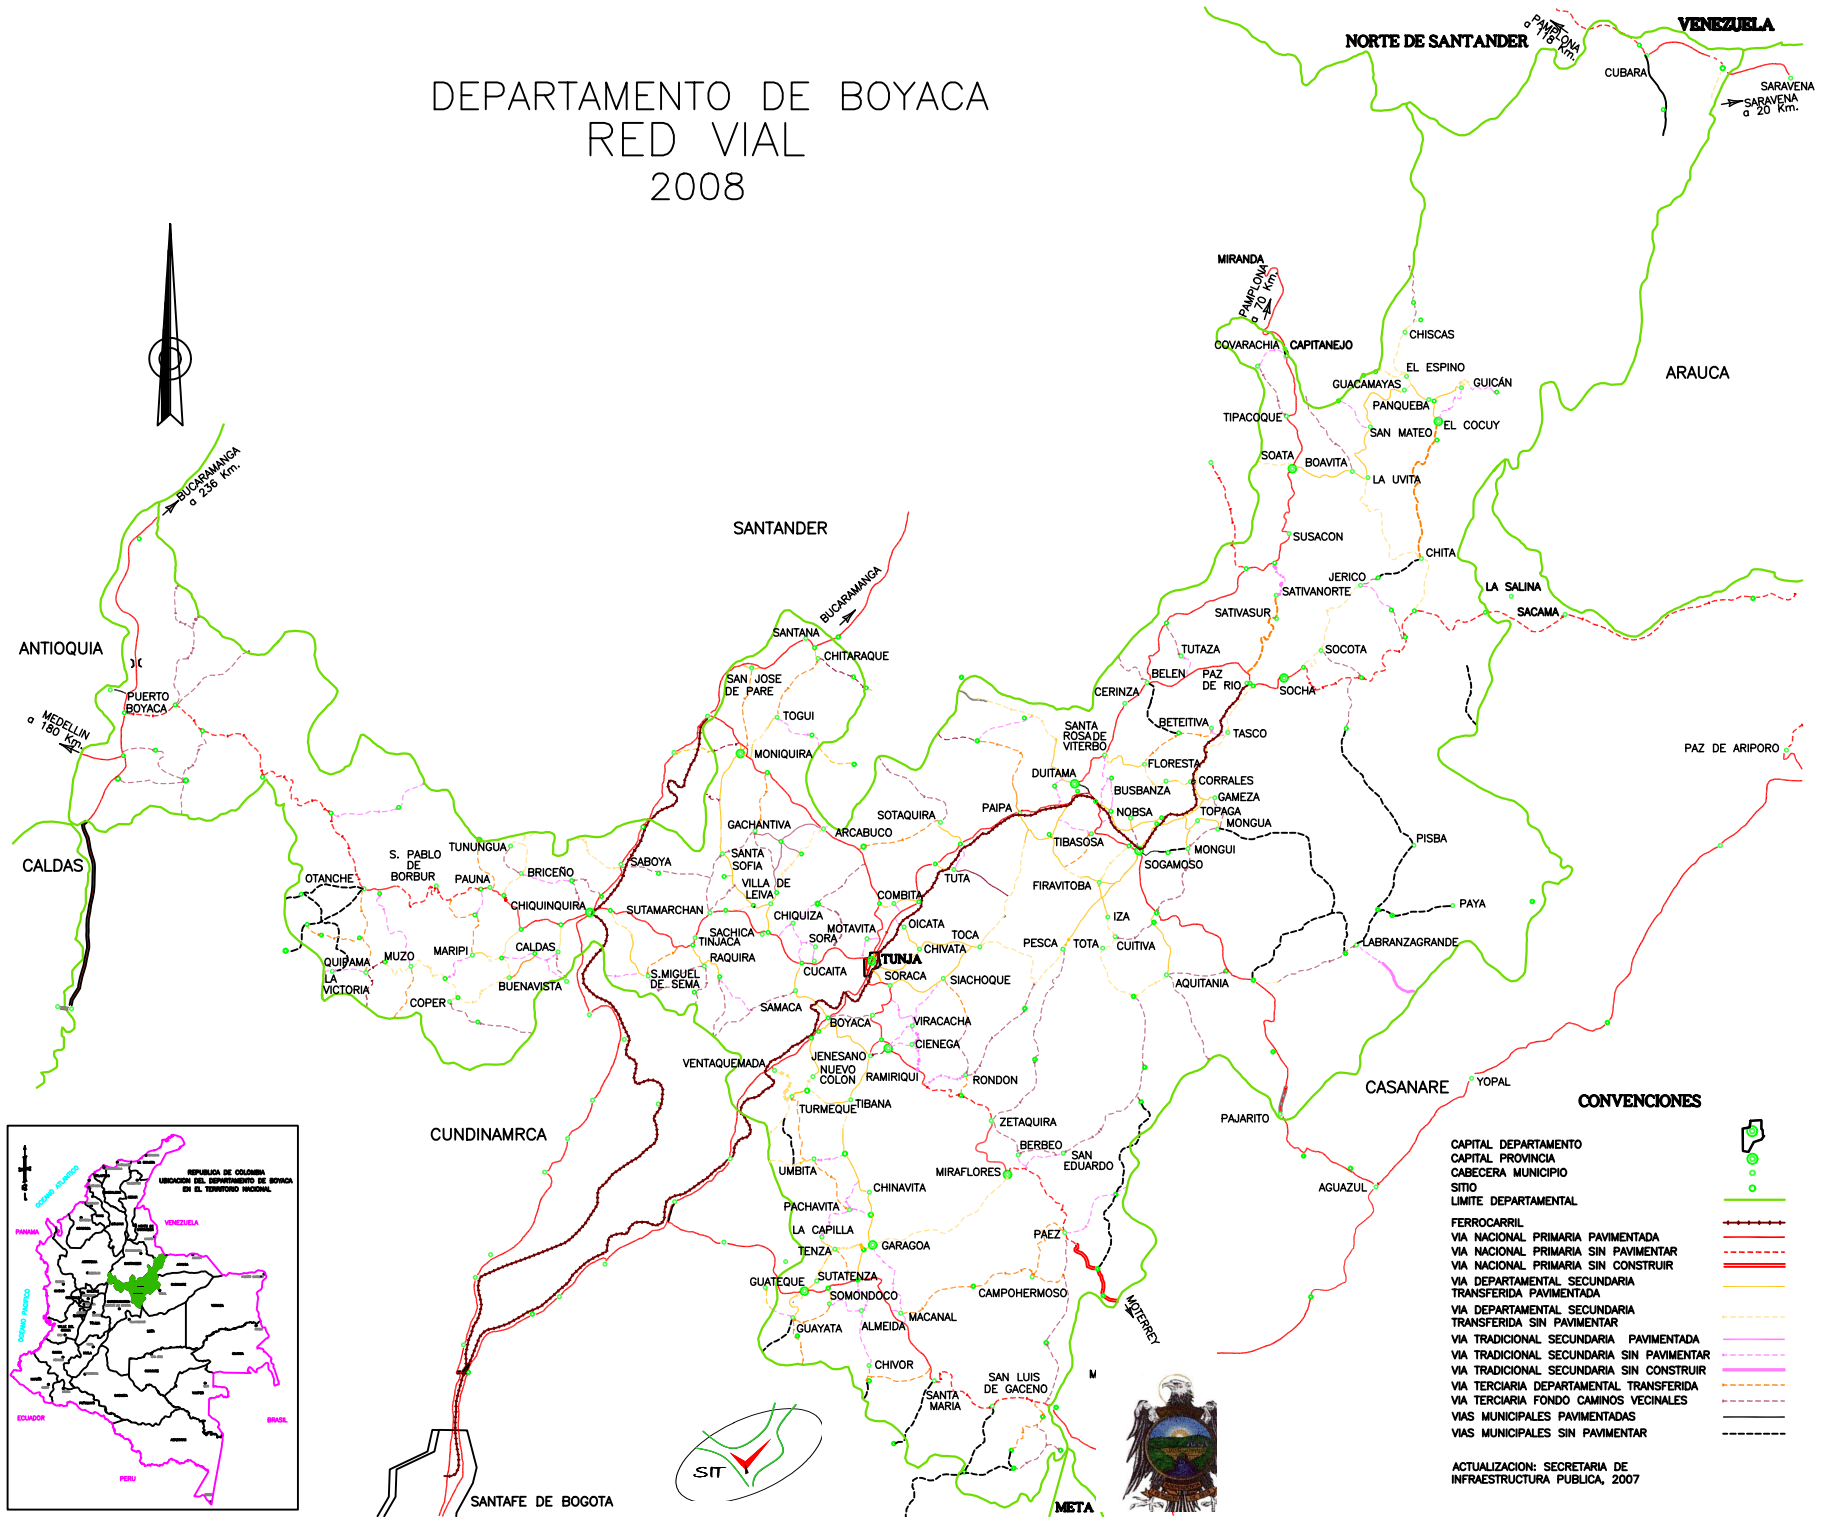 DEPARTAMENTO DE BOYACA
RED VIAL
2008
NORTE DE SANTANDER
VENEZUELA
PAMPLONA
a 118 Km.
CUBARA
SARAVENA
SARAVENA
a 20 Km.
MIRANDA
PAMPLONA
a 70 Km.
COVARACHIA
CAPITANEJO
CHISCAS
EL ESPINO
GUACAMAYAS
GUICÁN
PANQUEBA
TIPACOQUE
SAN MATEO
EL COCUY
ARAUCA
SOATA
BOAVITA
LA UVITA
SUSACON
CHITA
JERICO
SATIVANORTE
SATIVASUR
LA SALINA
SACAMA
BUCARAMANGA
a 236 Km.
SANTANDER
BUCARAMANGA
ANTIOQUIA
PUERTO
BOYACA
MEDELLIN
a 180 Km.
CALDAS
SANTANA
CHITARAQUE
SAN JOSE
DE PARE
TOGUI
MONIQUIRA
TUTAZA
SOCOTA
BELEN
PAZ
DE RIO
SOCHA
CERINZA
BETEITIVA
TASCO
SANTA
ROSA DE
VITERBO
PAZ DE ARIPORO
FLORESTA
DUITAMA
CORRALES
BUSBANZA
GAMEZA
PAIPA
NOBSA
TOPAGA
MONGUA
SOTAQUIRA
GACHANTIVA
ARCABUCO
TIBASOSA
MONGUI
SOGAMOSO
PISBA
TUNUNGUA
S. PABLO
DE
BORBUR
SABOYA
SANTA
SOFIA
OTANCHE
PAUNA
BRICEÑO
VILLA DE
LEIVA
TUTA
FIRAVITOBA
CHIQUINQUIRA
SUTAMARCHAN
COMBITA
CHIQUIZA
PAYA
IZA
MOTAVITA
OICATA
SACHICA
TINJACA
SORA
TOCA
CHIVATA
PESCA
TOTA
CUITIVA
LABRANZAGRANDE
MUZO
MARIPI
CALDAS
QUIPAMA
LA
VICTORIA
RAQUIRA
TUNJA
CUCAITA
S.MIGUEL
DE SEMA
SORACA
SIACHOQUE
AQUITANIA
BUENAVISTA
COPER
SAMACA
BOYACA
VIRACACHA
CIENEGA
JENESANO
VENTAQUEMADA
NUEVO
COLON
RAMIRIQUI
RONDON
TURMEQUE
TIBANA
CASANARE
YOPAL
PAJARITO
CUNDINAMRCA
ZETAQUIRA
BERBEO
SAN
EDUARDO
UMBITA
MIRAFLORES
AGUAZUL
CHINAVITA
PACHAVITA
LA CAPILLA
PAEZ
TENZA
GARAGOA
GUATEQUE
SUTATENZA
SOMONDOCO
CAMPOHERMOSO
MOTERREY
GUAYATA
ALMEIDA
MACANAL
CHIVOR
SANTA
MARIA
SAN LUIS
DE GACENO
M
META
SIT
SANTAFE DE BOGOTA
REPUBLICA DE COLOMBIA
UBICACION DEL DEPARTAMENTO DE BOYACA
EN EL TERRITORIO NACIONAL
OCEANO ATLANTICO
PANAMA
VENEZUELA
OCEANO PACIFICO
ECUADOR
BRASIL
PERU
CONVENCIONES
CAPITAL DEPARTAMENTO
CAPITAL PROVINCIA
CABECERA MUNICIPIO
SITIO
LIMITE DEPARTAMENTAL
FERROCARRIL
VIA NACIONAL PRIMARIA PAVIMENTADA
VIA NACIONAL PRIMARIA SIN PAVIMENTAR
VIA NACIONAL PRIMARIA SIN CONSTRUIR
VIA DEPARTAMENTAL SECUNDARIA
TRANSFERIDA PAVIMENTADA
VIA DEPARTAMENTAL SECUNDARIA
TRANSFERIDA SIN PAVIMENTAR
VIA TRADICIONAL SECUNDARIA PAVIMENTADA
VIA TRADICIONAL SECUNDARIA SIN PAVIMENTAR
VIA TRADICIONAL SECUNDARIA SIN CONSTRUIR
VIA TERCIARIA DEPARTAMENTAL TRANSFERIDA
VIA TERCIARIA FONDO CAMINOS VECINALES
VIAS MUNICIPALES PAVIMENTADAS
VIAS MUNICIPALES SIN PAVIMENTAR
ACTUALIZACION: SECRETARIA DE
INFRAESTRUCTURA PUBLICA, 2007